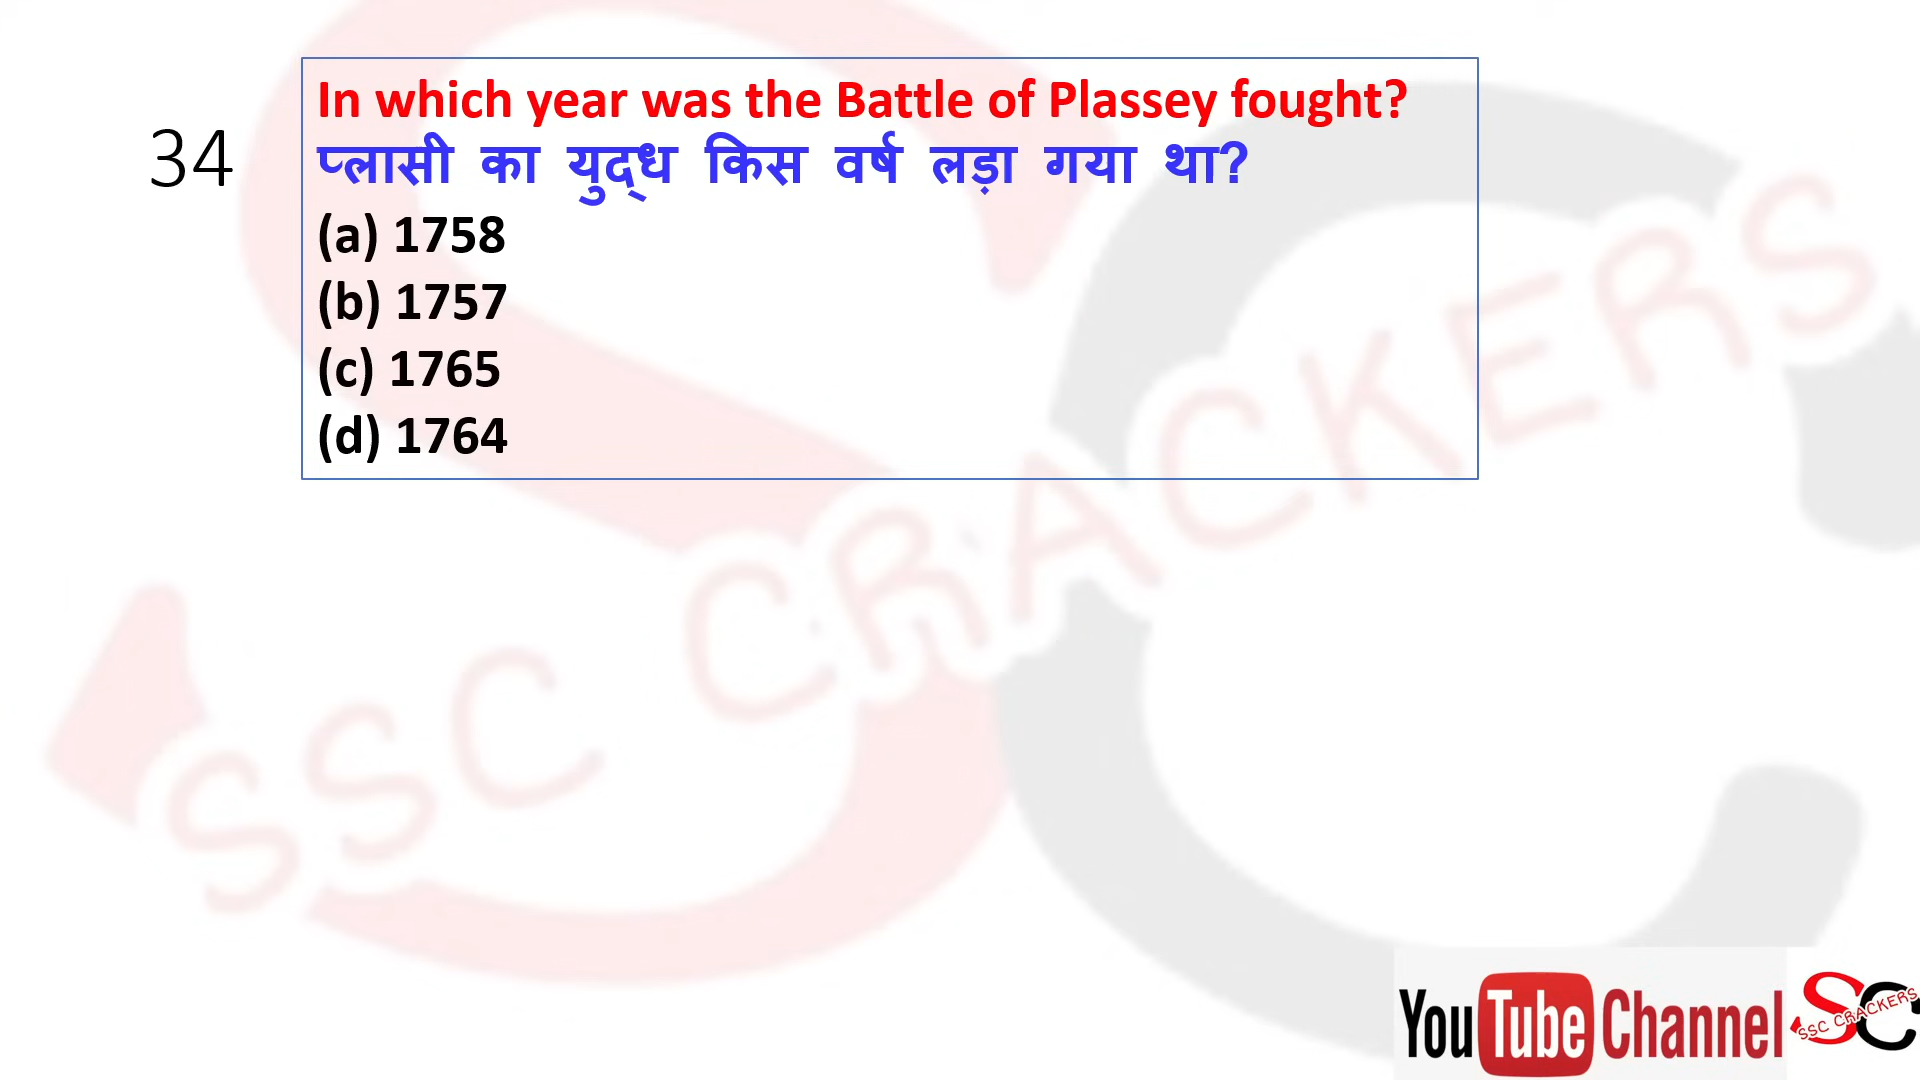 34
In which year was the Battle of Plassey fought?
प्लासी का युद्ध किस वर्ष लड़ा गया था?
(a) 1758
(b) 1757
(c) 1765
(d) 1764
SSC CRACKERS
YouTube Channel
SC
SSC CRACKERS